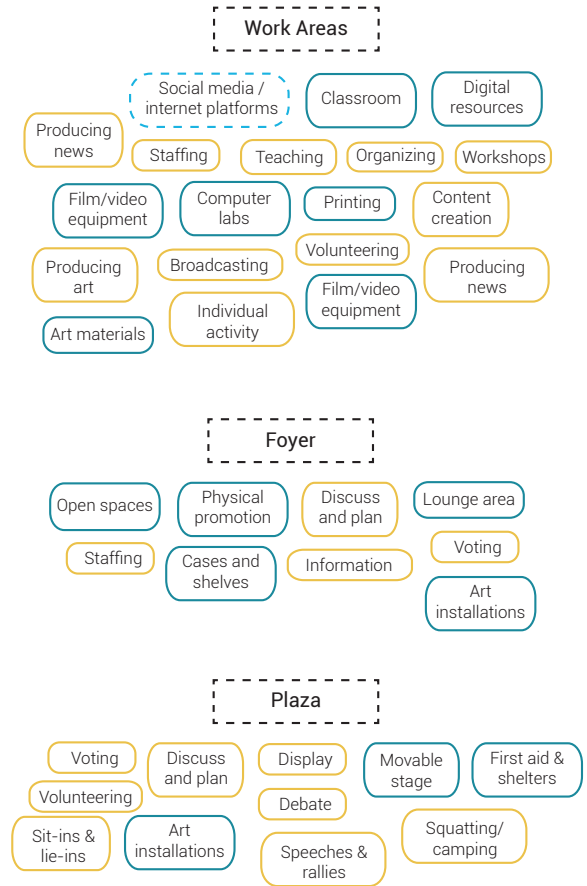 Work Areas
Social media /
internet platforms
Classroom
Digital
resources
Producing
news
Staffing
Teaching
Organizing
Workshops
Film/video
equipment
Computer
labs
Printing
Content
creation
Volunteering
Producing
art
Broadcasting
Film/video
equipment
Producing
news
Art materials
Individual
activity
Foyer
Open spaces
Physical
promotion
Discuss
and plan
Lounge area
Staffing
Cases and
shelves
Information
Voting
Art
installations
Plaza
Voting
Discuss
and plan
Display
Movable
stage
First aid &
shelters
Volunteering
Debate
Sit-ins &
lie-ins
Art
installations
Speeches &
rallies
Squatting/
camping